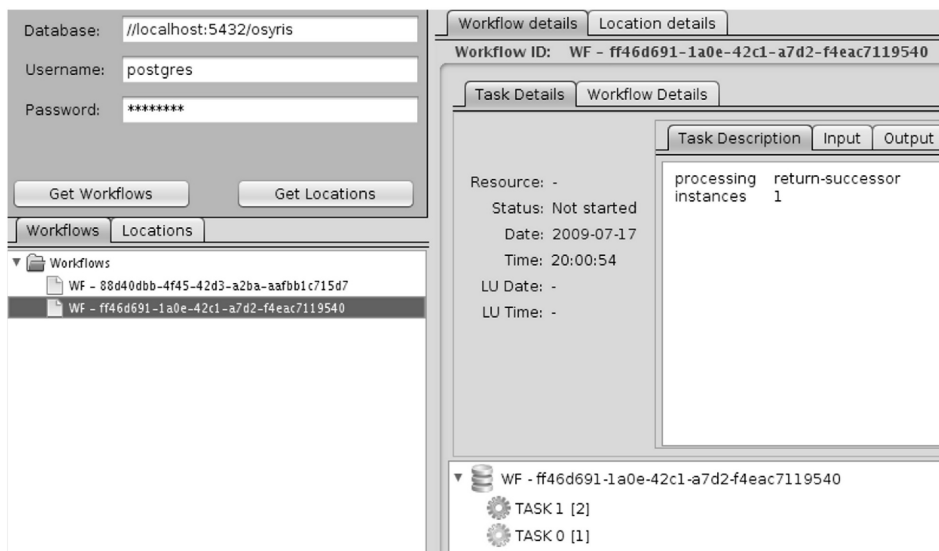 Database: //localhost:5432/osyris
Username: postgres
Password: ********
Get Workflows Get Locations
Workflows Locations
Workflows
WF - 88d40dbb-4f45-42d3-a2ba-aafbb1c715d7
WF - ff46d691-1a0e-42c1-a7d2-f4eac7119540
Workflow details Location details
Workflow ID: WF - ff46d691-1a0e-42c1-a7d2-f4eac7119540
Task Details Workflow Details
Resource: -
Status: Not started
Date: 2009-07-17
Time: 20:00:54
LU Date: -
LU Time: -
Task Description Input Output
processing return-successor
instances 1
WF - ff46d691-1a0e-42c1-a7d2-f4eac7119540
TASK 1 [2]
TASK 0 [1]